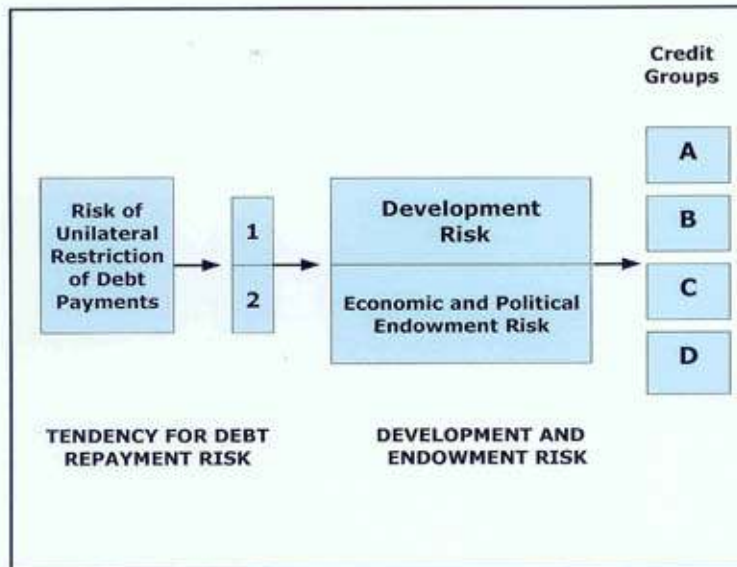 Credit
Groups
A
B
C
D
Risk of
Unilateral
Restriction
of Debt
Payments
1
2
Development
Risk
Economic and Political
Endowment Risk
TENDENCY FOR DEBT
REPAYMENT RISK
DEVELOPMENT AND
ENDOWMENT RISK